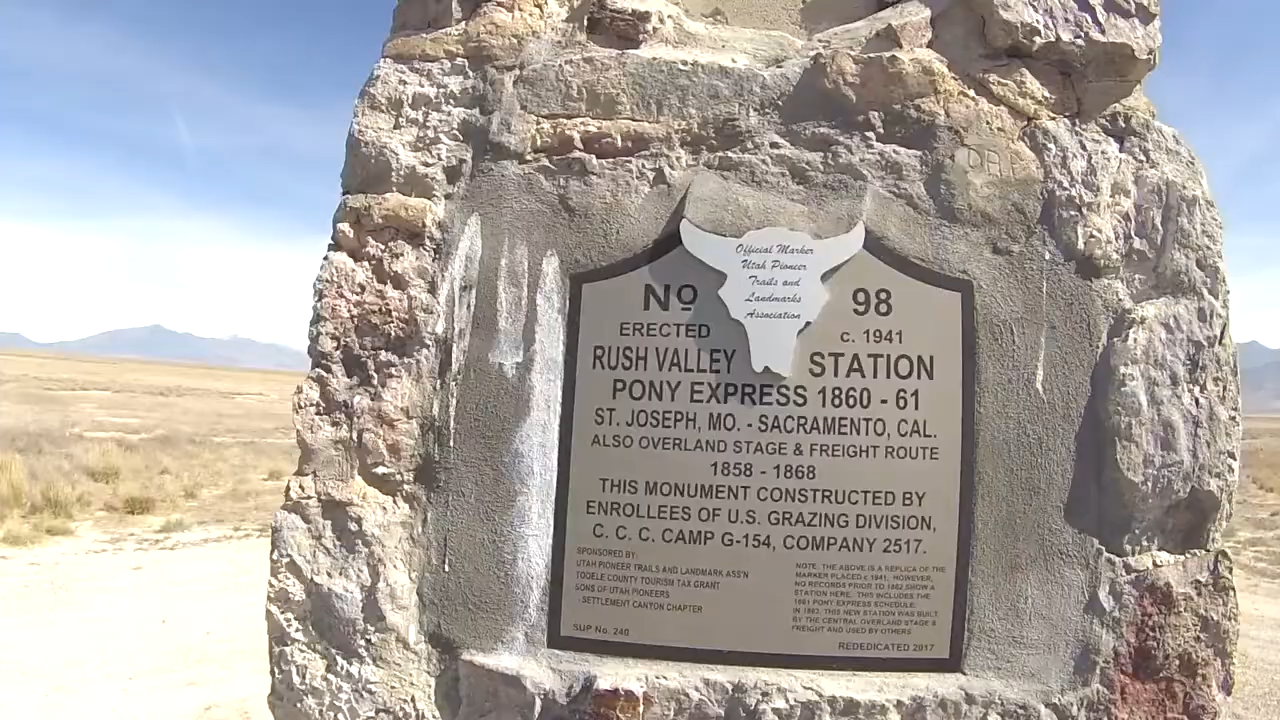 DRA
Official Marker
Utah Pioneer
Trails and
Landmarks
Association
No 98
ERECTED c. 1941
RUSH VALLEY STATION
PONY EXPRESS 1860 - 61
ST. JOSEPH, MO. - SACRAMENTO, CAL.
ALSO OVERLAND STAGE & FREIGHT ROUTE
1858 - 1868
THIS MONUMENT CONSTRUCTED BY
ENROLLEES OF U.S. GRAZING DIVISION,
C. C. C. CAMP G-154, COMPANY 2517.
SPONSORED BY:
UTAH PIONEER TRAILS AND LANDMARK ASS'N
TOOELE COUNTY TOURISM TAX GRANT
SONS OF UTAH PIONEERS
- SETTLEMENT CANYON CHAPTER
SUP No. 240
NOTE: THE ABOVE IS A REPLICA OF THE
MARKER PLACED c 1941. HOWEVER,
NO RECORDS PRIOR TO 1862 SHOW A
STATION HERE. THIS INCLUDES THE
1861 PONY EXPRESS SCHEDULE.
IN 1862, THIS NEW STATION WAS BUILT
BY THE CENTRAL OVERLAND STAGE &
FREIGHT AND USED BY OTHERS
REDEDICATED 2017